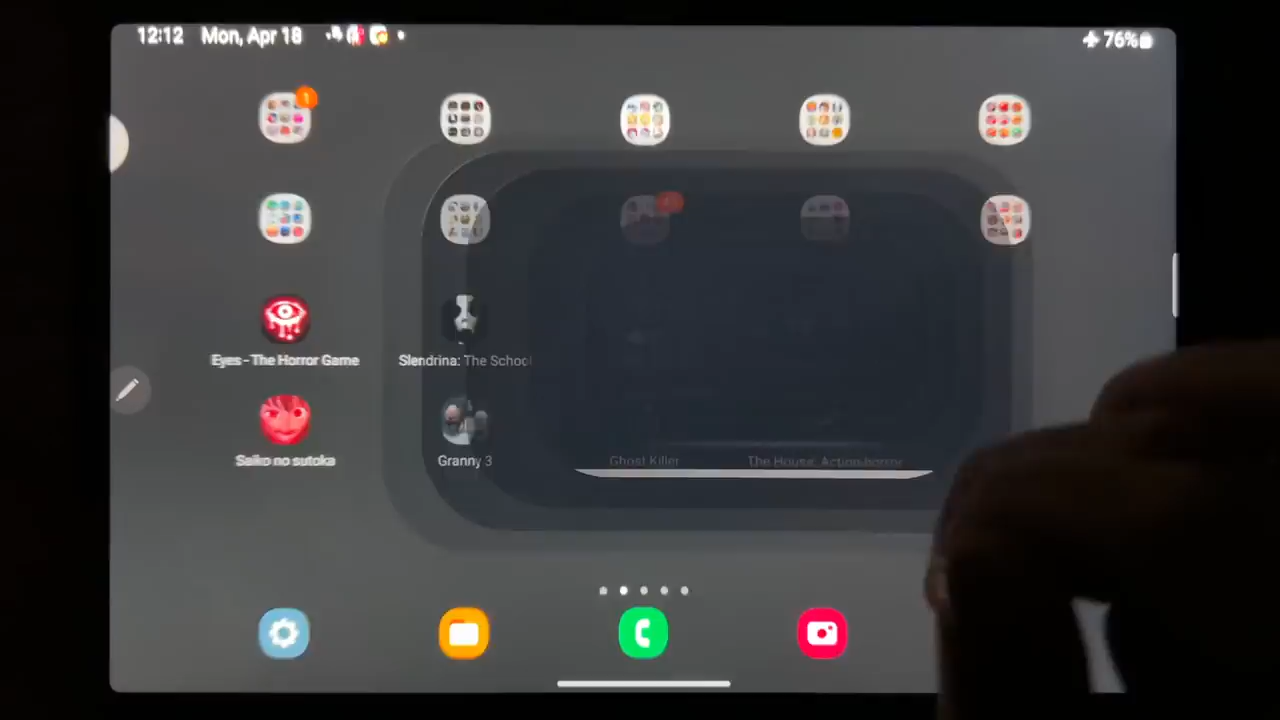 12:12 Mon, Apr 18
76%
1
Eyes - The Horror Game
Slendrina: The School
Saiko no sutoka
Granny 3
Ghost Killer
The House: Action-horror